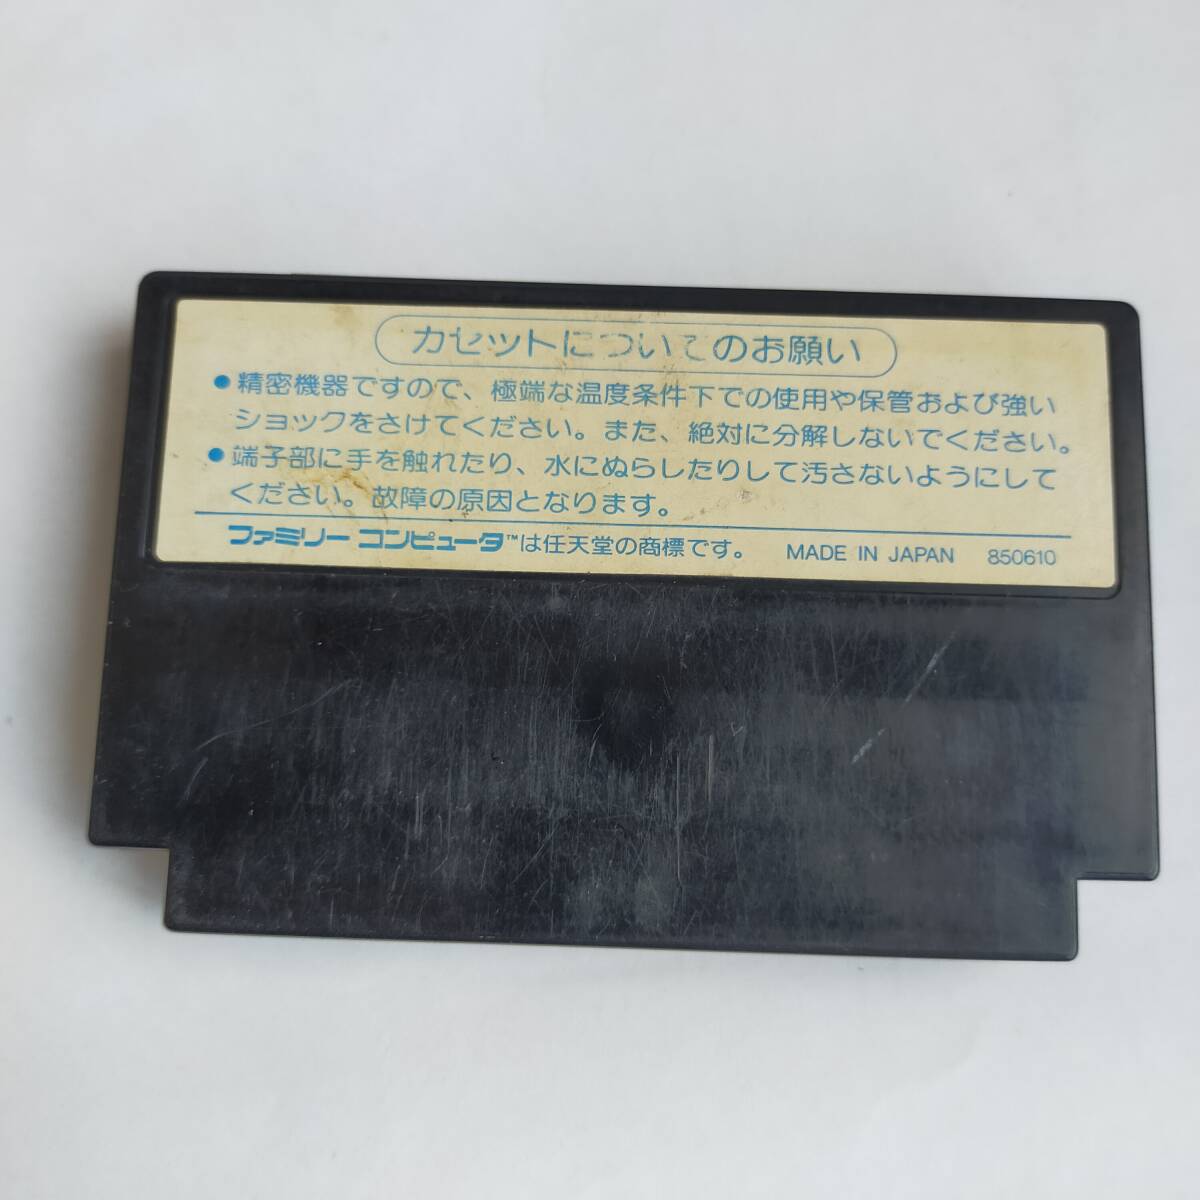 カセットについてのお願い
●精密機器ですので、極端な温度条件下での使用や保管および強い
ショックをさけてください。また、絶対に分解しないでください。
●端子部に手を触れたり、水にぬらしたりして汚さないようにして
ください。故障の原因となります。
ファミリーコンピュータ™は任天堂の商標です。 MADE IN JAPAN 850610